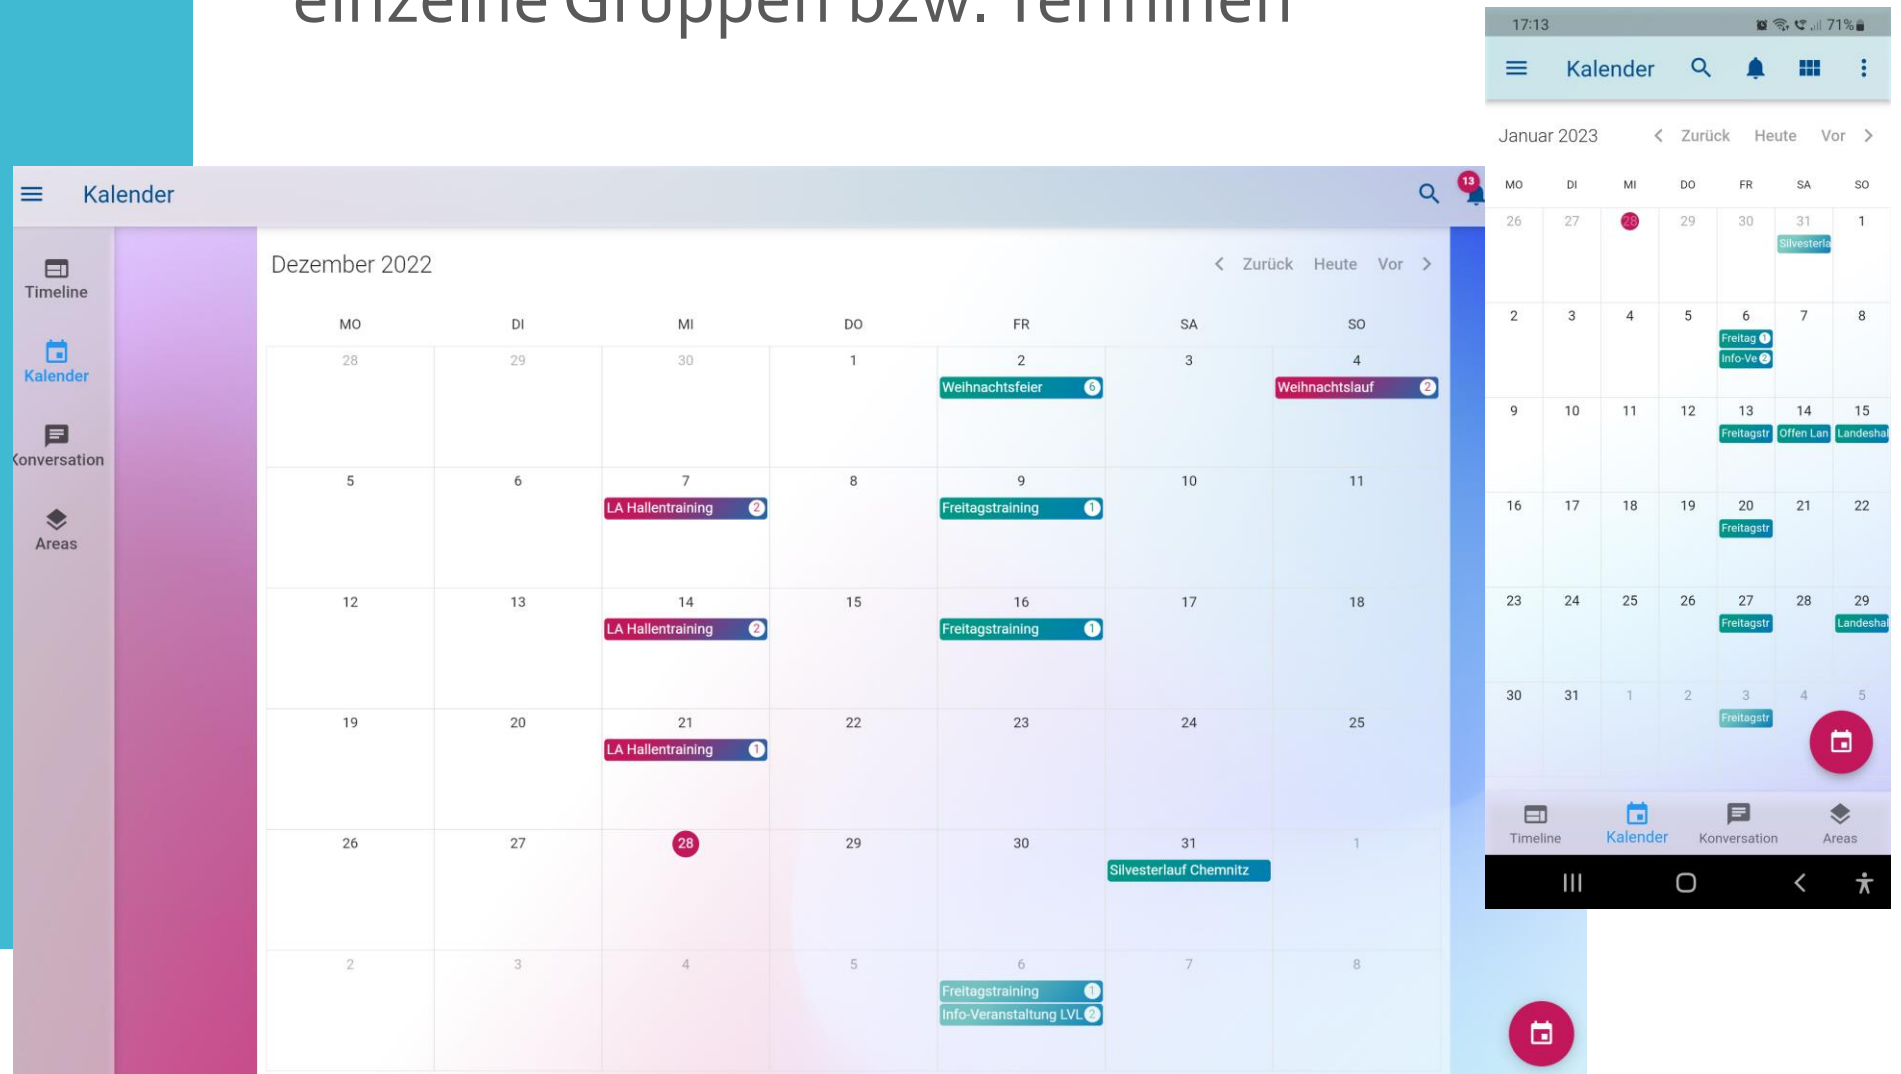 einzelne Gruppen bzw. Terminen
Kalender
13
Timeline
Kalender
Konversation
Areas
Dezember 2022
Zurück Heute Vor
MO DI MI DO FR SA SO
28 29 30 1 2 3 4
Weihnachtsfeier 6 Weihnachtslauf 2
5 6 7 8 9 10 11
LA Hallentraining 2 Freitagstraining 1
12 13 14 15 16 17 18
LA Hallentraining 2 Freitagstraining 1
19 20 21 22 23 24 25
LA Hallentraining 1
26 27 28 29 30 31 1
Silvesterlauf Chemnitz
2 3 4 5 6 7 8
Freitagstraining 1
Info-Veranstaltung LVL 2
17:13 71%
Kalender
Januar 2023 Zurück Heute Vor
MO DI MI DO FR SA SO
26 27 28 29 30 31 1
Silvesterla
2 3 4 5 6 7 8
Freitag 1
Info-Ve 2
9 10 11 12 13 14 15
Freitagstr Offen Lan Landeshal
16 17 18 19 20 21 22
Freitagstr
23 24 25 26 27 28 29
Freitagstr Landeshal
30 31 1 2 3 4 5
Freitagstr
Timeline Kalender Konversation Areas